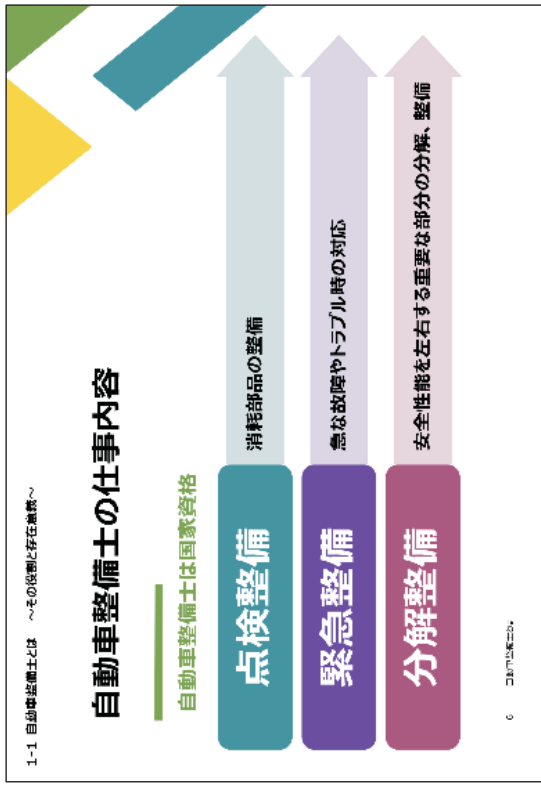 1-1 自動車整備士とは　～その役割と存在意義～
自動車整備士の仕事内容
自動車整備士は国家資格
点検整備
消耗部品の整備
緊急整備
急な故障やトラブル時の対応
分解整備
安全性能を左右する重要な部分の分解、整備
6